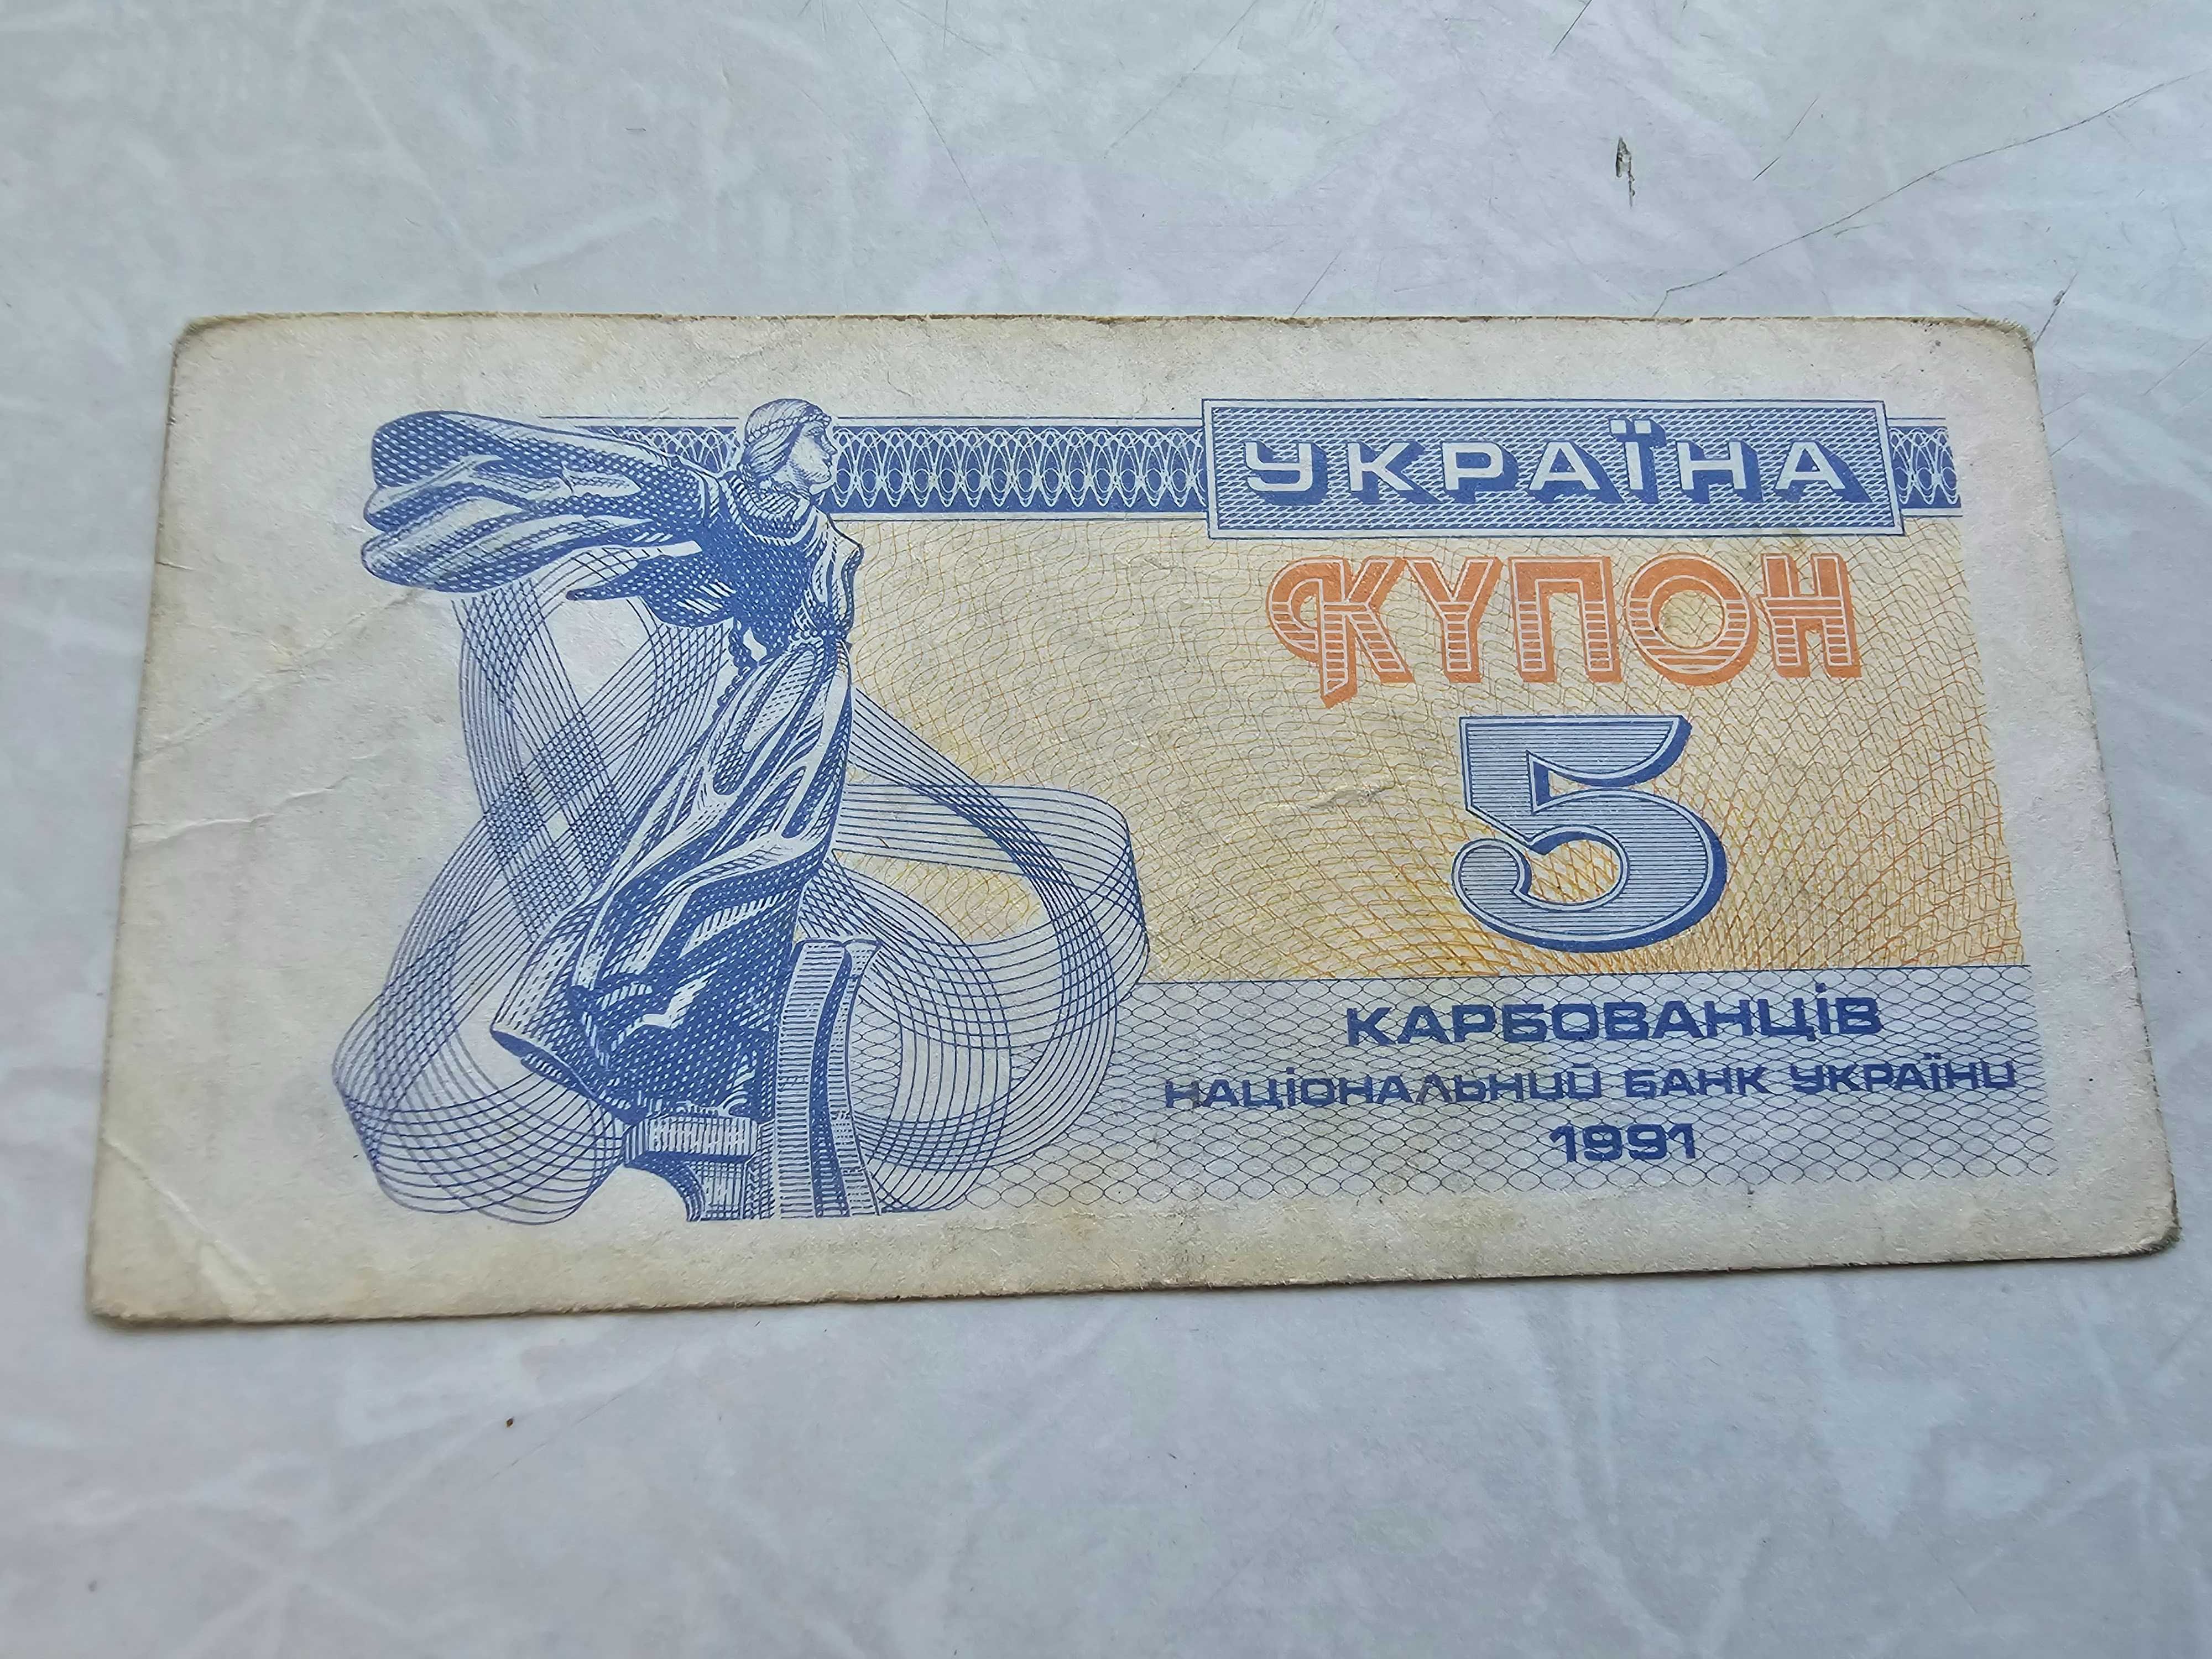 УКРАЇНА
КУПОН
5
КАРБОВАНЦІВ
НАЦІОНАЛЬНИЙ БАНК УКРАЇНИ
1991